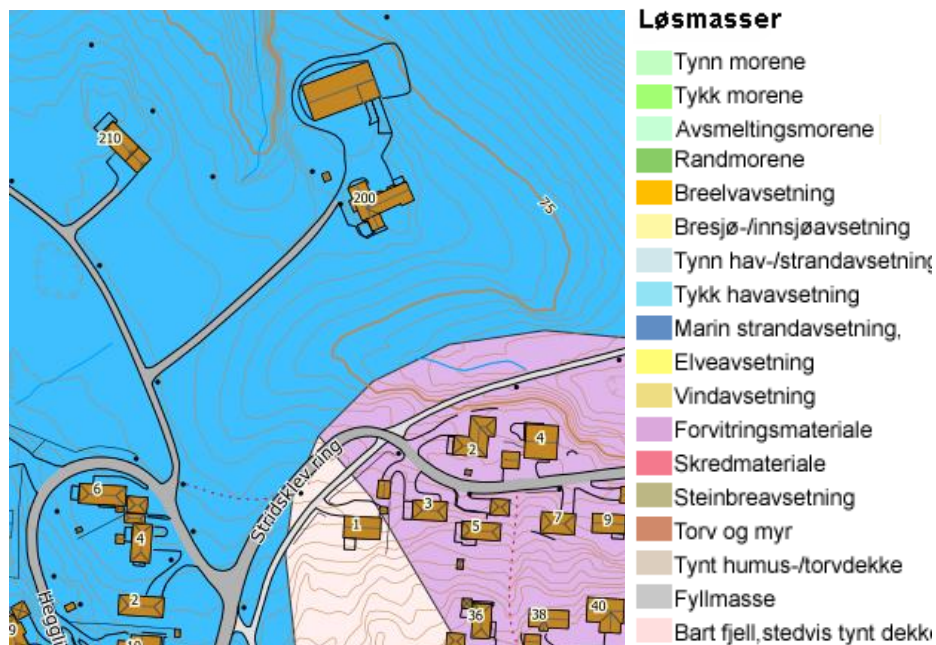 Løsmasser
Tynn morene
Tykk morene
Avsmeltingsmorene
Randmorene
Breelvavsetning
Bresjø-/innsjøavsetning
Tynn hav-/strandavsetning
Tykk havavsetning
Marin strandavsetning,
Elveavsetning
Vindavsetning
Forvitringsmateriale
Skredmateriale
Steinbreavsetning
Torv og myr
Tynt humus-/torvdekke
Fyllmasse
Bart fjell,stedvis tynt dekke
210
200
75
Stridsklev ring
2
4
6
3
1
5
7
9
4
2
36
38
40
Heggli
9